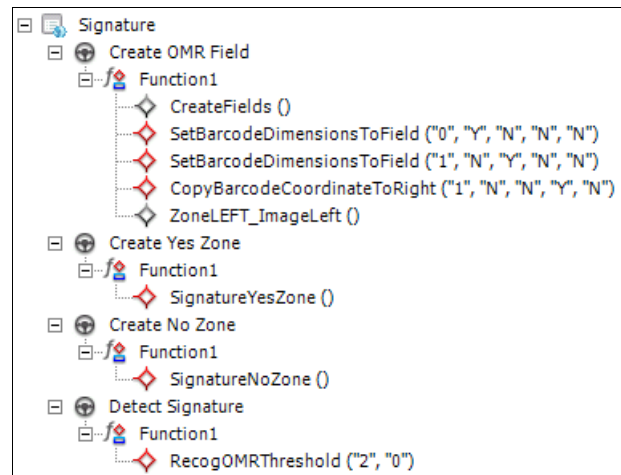 Signature
Create OMR Field
Function1
CreateFields ()
SetBarcodeDimensionsToField ("0", "Y", "N", "N", "N")
SetBarcodeDimensionsToField ("1", "N", "Y", "N", "N")
CopyBarcodeCoordinateToRight ("1", "N", "N", "Y", "N")
ZoneLEFT_ImageLeft ()
Create Yes Zone
Function1
SignatureYesZone ()
Create No Zone
Function1
SignatureNoZone ()
Detect Signature
Function1
RecogOMRThreshold ("2", "0")